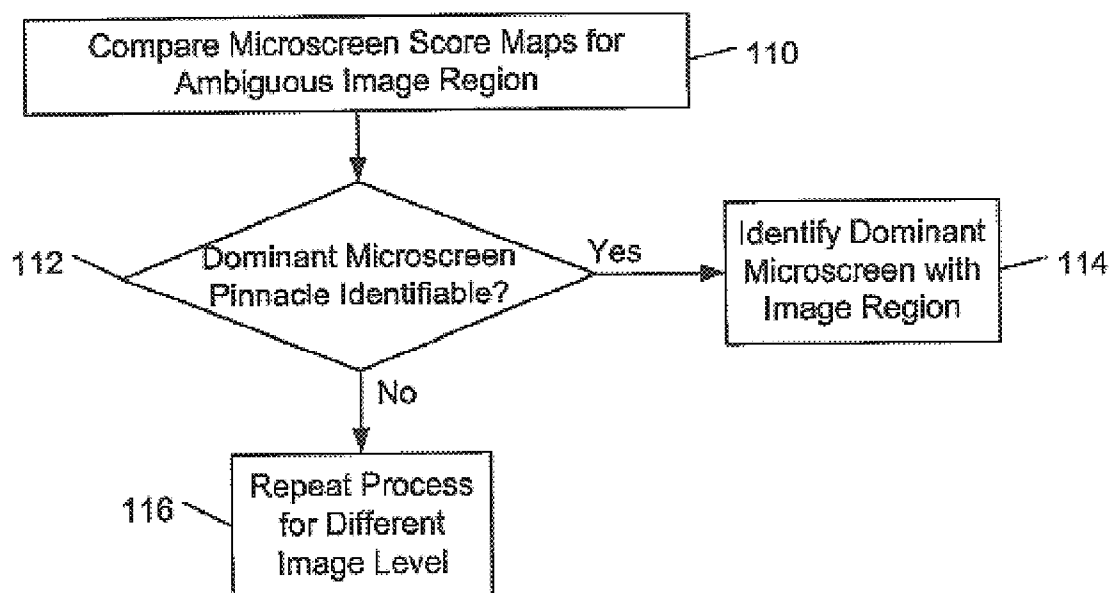 Compare Microscreen Score Maps for
Ambiguous Image Region
110
112
Dominant Microscreen
Pinnacle Identifiable?
Yes
Identify Dominant
Microscreen with
Image Region
114
No
116
Repeat Process
for Different
Image Level